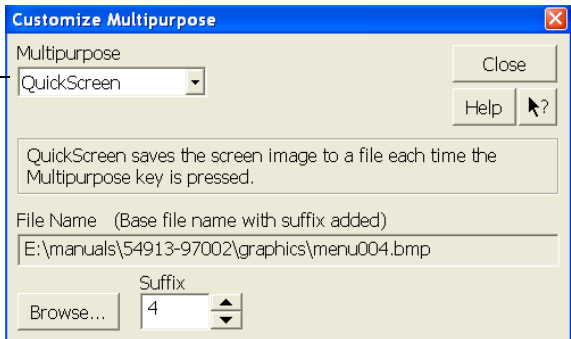 Customize Multipurpose
Multipurpose
QuickScreen
Close
Help
?
QuickScreen saves the screen image to a file each time the
Multipurpose key is pressed.
File Name (Base file name with suffix added)
E:\manuals\54913-97002\graphics\menu004.bmp
Suffix
Browse...
4